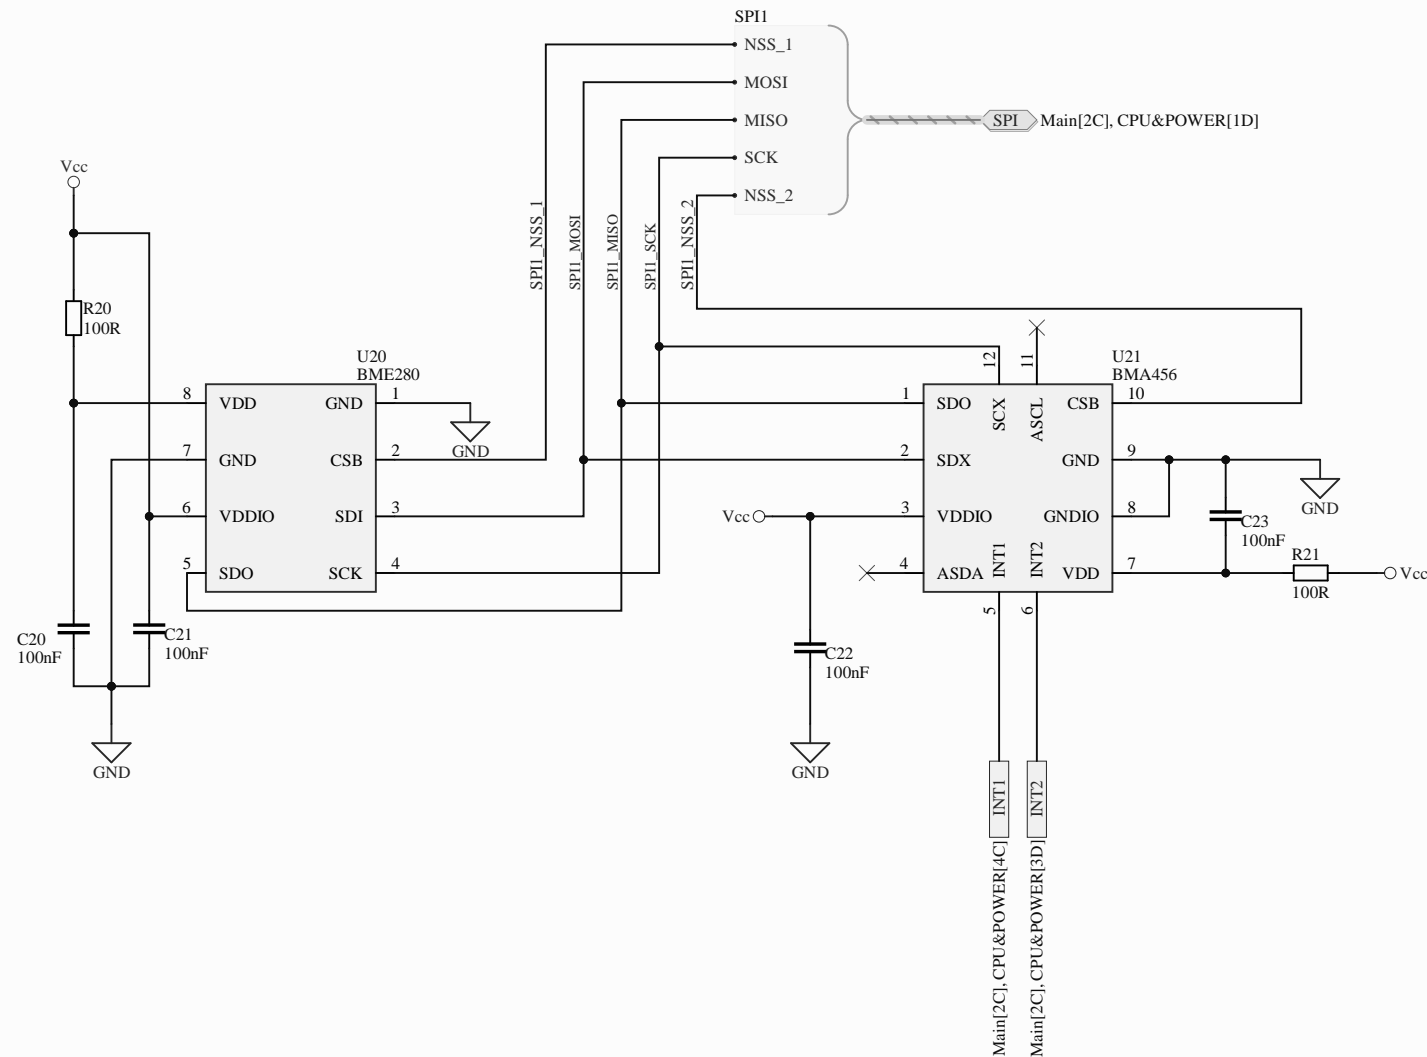 SPI1
NSS_1
MOSI
MISO
SCK
NSS_2
SPI
Main[2C], CPU&POWER[1D]
SPI1_NSS_1
SPI1_MOSI
SPI1_MISO
SPI1_SCK
SPI1_NSS_2
Vcc
R20
100R
U20
BME280
8
VDD
GND
1
7
GND
CSB
2
6
VDDIO
SDI
3
5
SDO
SCK
4
GND
C20
100nF
C21
100nF
GND
U21
BMA456
12
11
1
SDO
SCX
ASCL
CSB
10
2
SDX
GND
9
3
VDDIO
GNDIO
8
4
ASDA
INT1
INT2
VDD
7
5
6
Vcc
GND
C23
100nF
R21
100R
Vcc
C22
100nF
GND
INT1
INT2
Main[2C], CPU&POWER[4C]
Main[2C], CPU&POWER[3D]